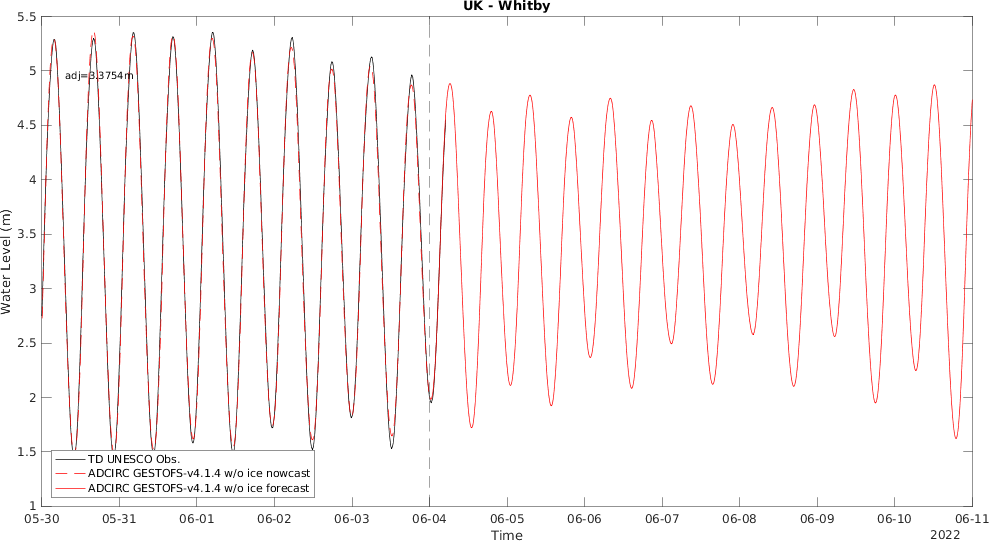 UK - Whitby
5.5
5
4.5
4
3.5
3
2.5
2
1.5
1
Water Level (m)
adj=3.3754m
TD UNESCO Obs.
ADCIRC GESTOFS-v4.1.4 w/o ice nowcast
ADCIRC GESTOFS-v4.1.4 w/o ice forecast
05-30 05-31 06-01 06-02 06-03 06-04 06-05 06-06 06-07 06-08 06-09 06-10 06-11
Time
2022